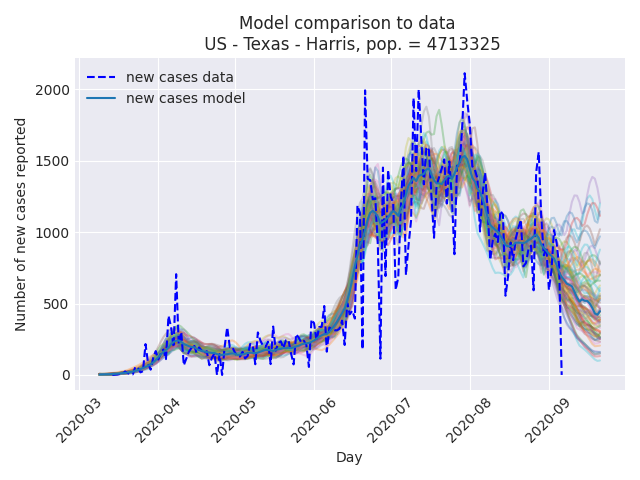 Model comparison to data
US - Texas - Harris, pop. = 4713325
new cases data
new cases model
Number of new cases reported
2000
1500
1000
500
0
2020-03
2020-04
2020-05
2020-06
2020-07
2020-08
2020-09
Day